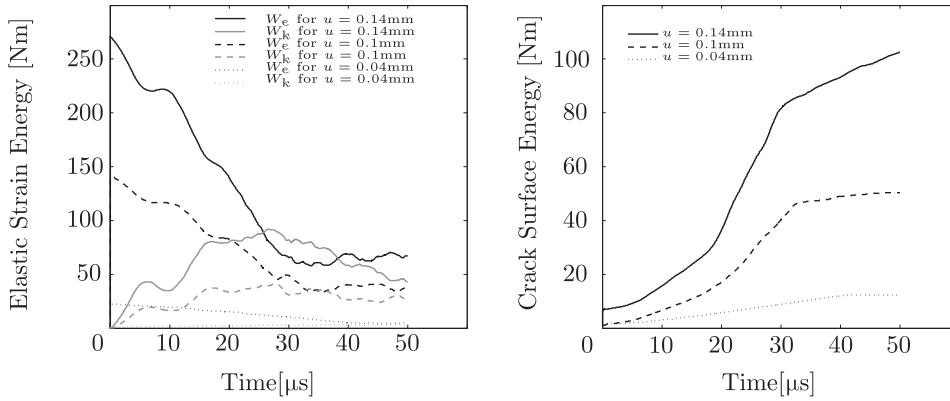 Elastic Strain Energy [Nm]
250
200
150
100
50
0
10
20
30
40
50
Time[μs]
W_e for u = 0.14mm
W_k for u = 0.14mm
W_e for u = 0.1mm
W_k for u = 0.1mm
W_e for u = 0.04mm
W_k for u = 0.04mm
Crack Surface Energy [Nm]
100
80
60
40
20
0
10
20
30
40
50
Time[μs]
u = 0.14mm
u = 0.1mm
u = 0.04mm